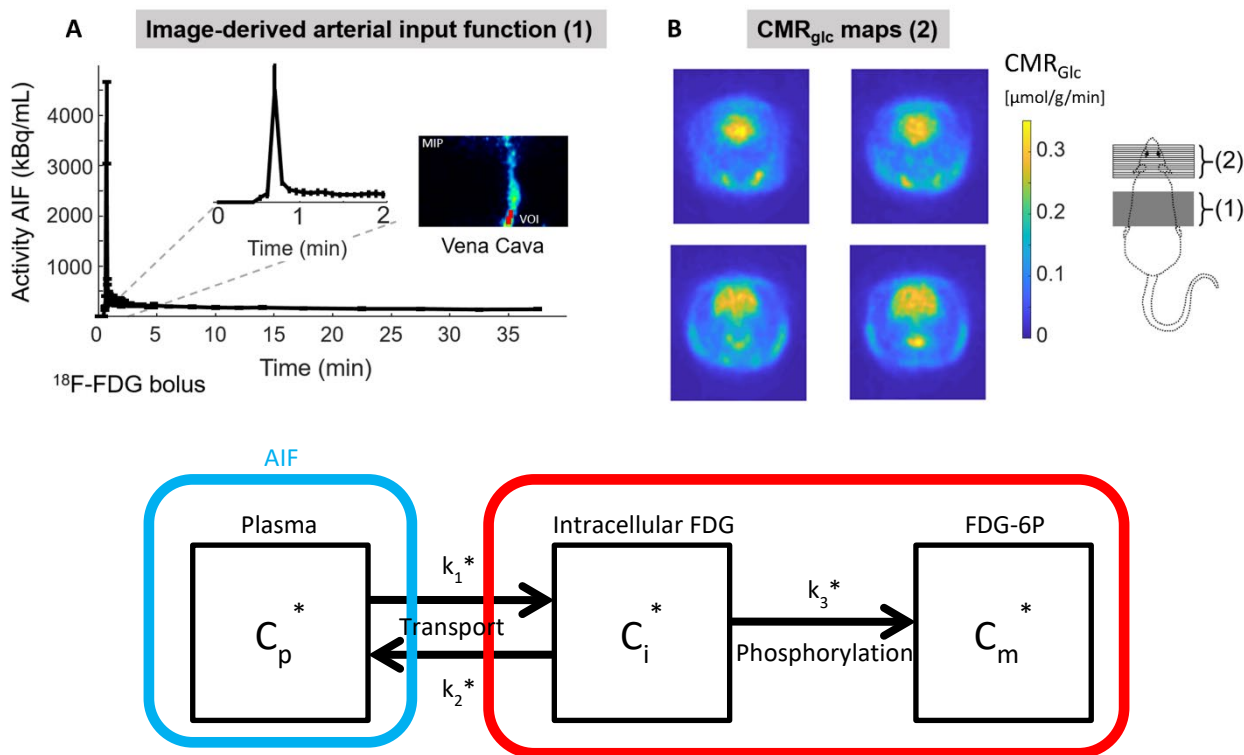 A
Image-derived arterial input function (1)
B
CMRglc maps (2)
Activity AIF (kBq/mL)
4000
3000
2000
1000
0
0 5 10 15 20 25 30 35
Time (min)
0 1 2
Time (min)
MIP
VOI
Vena Cava
18F-FDG bolus
CMRGlc
[µmol/g/min]
0.3
0.2
0.1
0
(2)
(1)
AIF
Plasma
Intracellular FDG
FDG-6P
k1*
k3*
Cp*
Transport
Ci*
Phosphorylation
Cm*
k2*